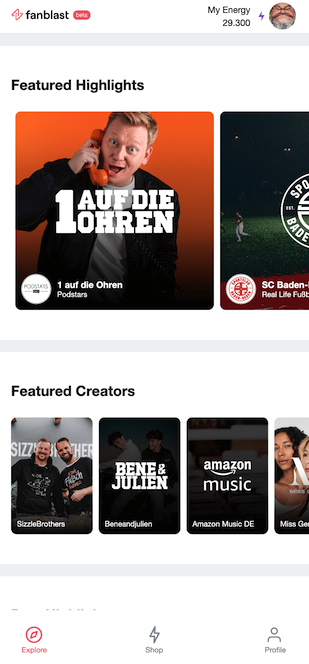 fanblast beta
My Energy
29.300
Featured Highlights
1 AUF DIE
OHREN
PODSTARS
1 auf die Ohren
Podstars
EST.
SC Baden-
Real Life Fußb
Featured Creators
SizzleBrothers
BENE &
JULIEN
Beneandjulien
amazon
music
Amazon Music DE
Miss Ge
Explore
Shop
Profile